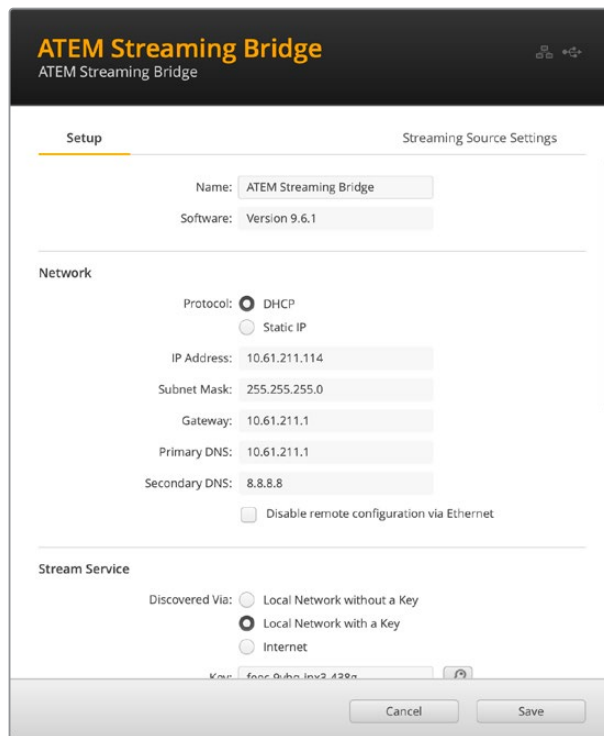 ATEM Streaming Bridge
ATEM Streaming Bridge
Setup Streaming Source Settings
Name: ATEM Streaming Bridge
Software: Version 9.6.1
Network
Protocol: DHCP
Static IP
IP Address: 10.61.211.114
Subnet Mask: 255.255.255.0
Gateway: 10.61.211.1
Primary DNS: 10.61.211.1
Secondary DNS: 8.8.8.8
Disable remote configuration via Ethernet
Stream Service
Discovered Via: Local Network without a Key
Local Network with a Key
Internet
Key:
Cancel Save